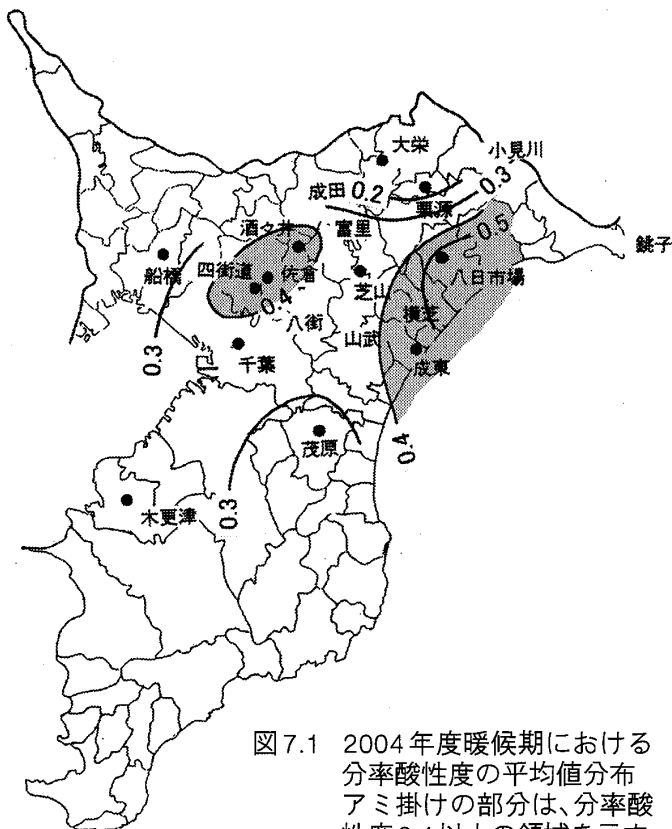 大栄
小見川
成田 0.2
0.3
栗源
酒々井
富里
0.5
銚子
船橋
四街道
佐倉
芝山
八日市場
0.4
八街
横芝
0.3
千葉
山武
成東
茂原
0.4
0.3
木更津
図7.1 2004年度暖候期における
分率酸性度の平均値分布
アミ掛けの部分は、分率酸